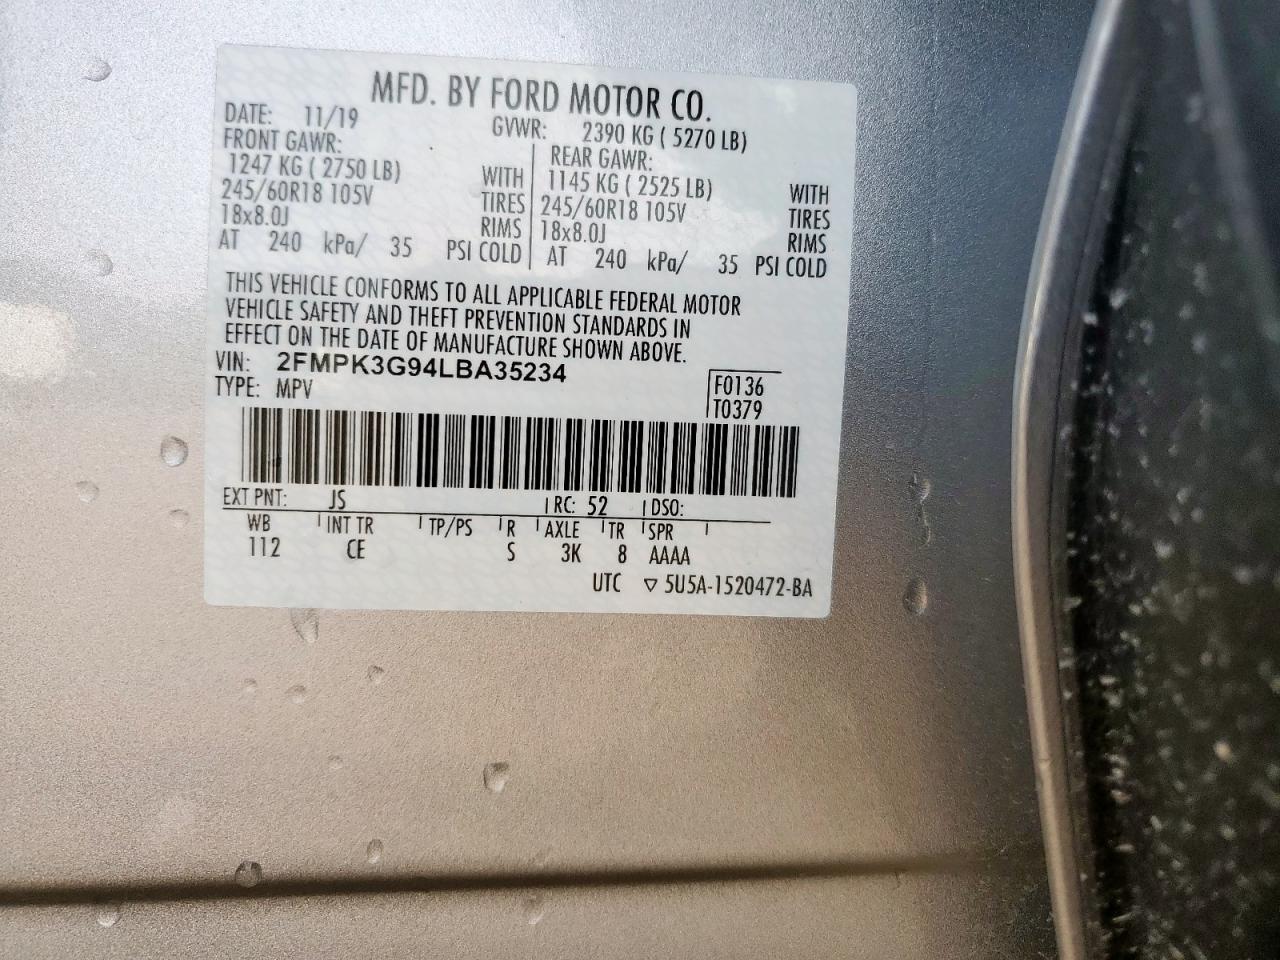 MFD. BY FORD MOTOR CO.
DATE: 11/19 GVWR: 2390 KG ( 5270 LB)
FRONT GAWR: REAR GAWR:
1247 KG ( 2750 LB) WITH 1145 KG ( 2525 LB) WITH
245/60R18 105V TIRES 245/60R18 105V TIRES
18x8.0J RIMS 18x8.0J RIMS
AT 240 kPa/ 35 PSI COLD AT 240 kPa/ 35 PSI COLD
THIS VEHICLE CONFORMS TO ALL APPLICABLE FEDERAL MOTOR
VEHICLE SAFETY AND THEFT PREVENTION STANDARDS IN
EFFECT ON THE DATE OF MANUFACTURE SHOWN ABOVE.
VIN: 2FMPK3G94LBA35234
TYPE: MPV F0136
T0379
EXT PNT: JS RC: 52 DSO:
WB INT TR TP/PS R AXLE TR SPR
112 CE S 3K 8 AAAA
UTC ▽ 5U5A-1520472-BA